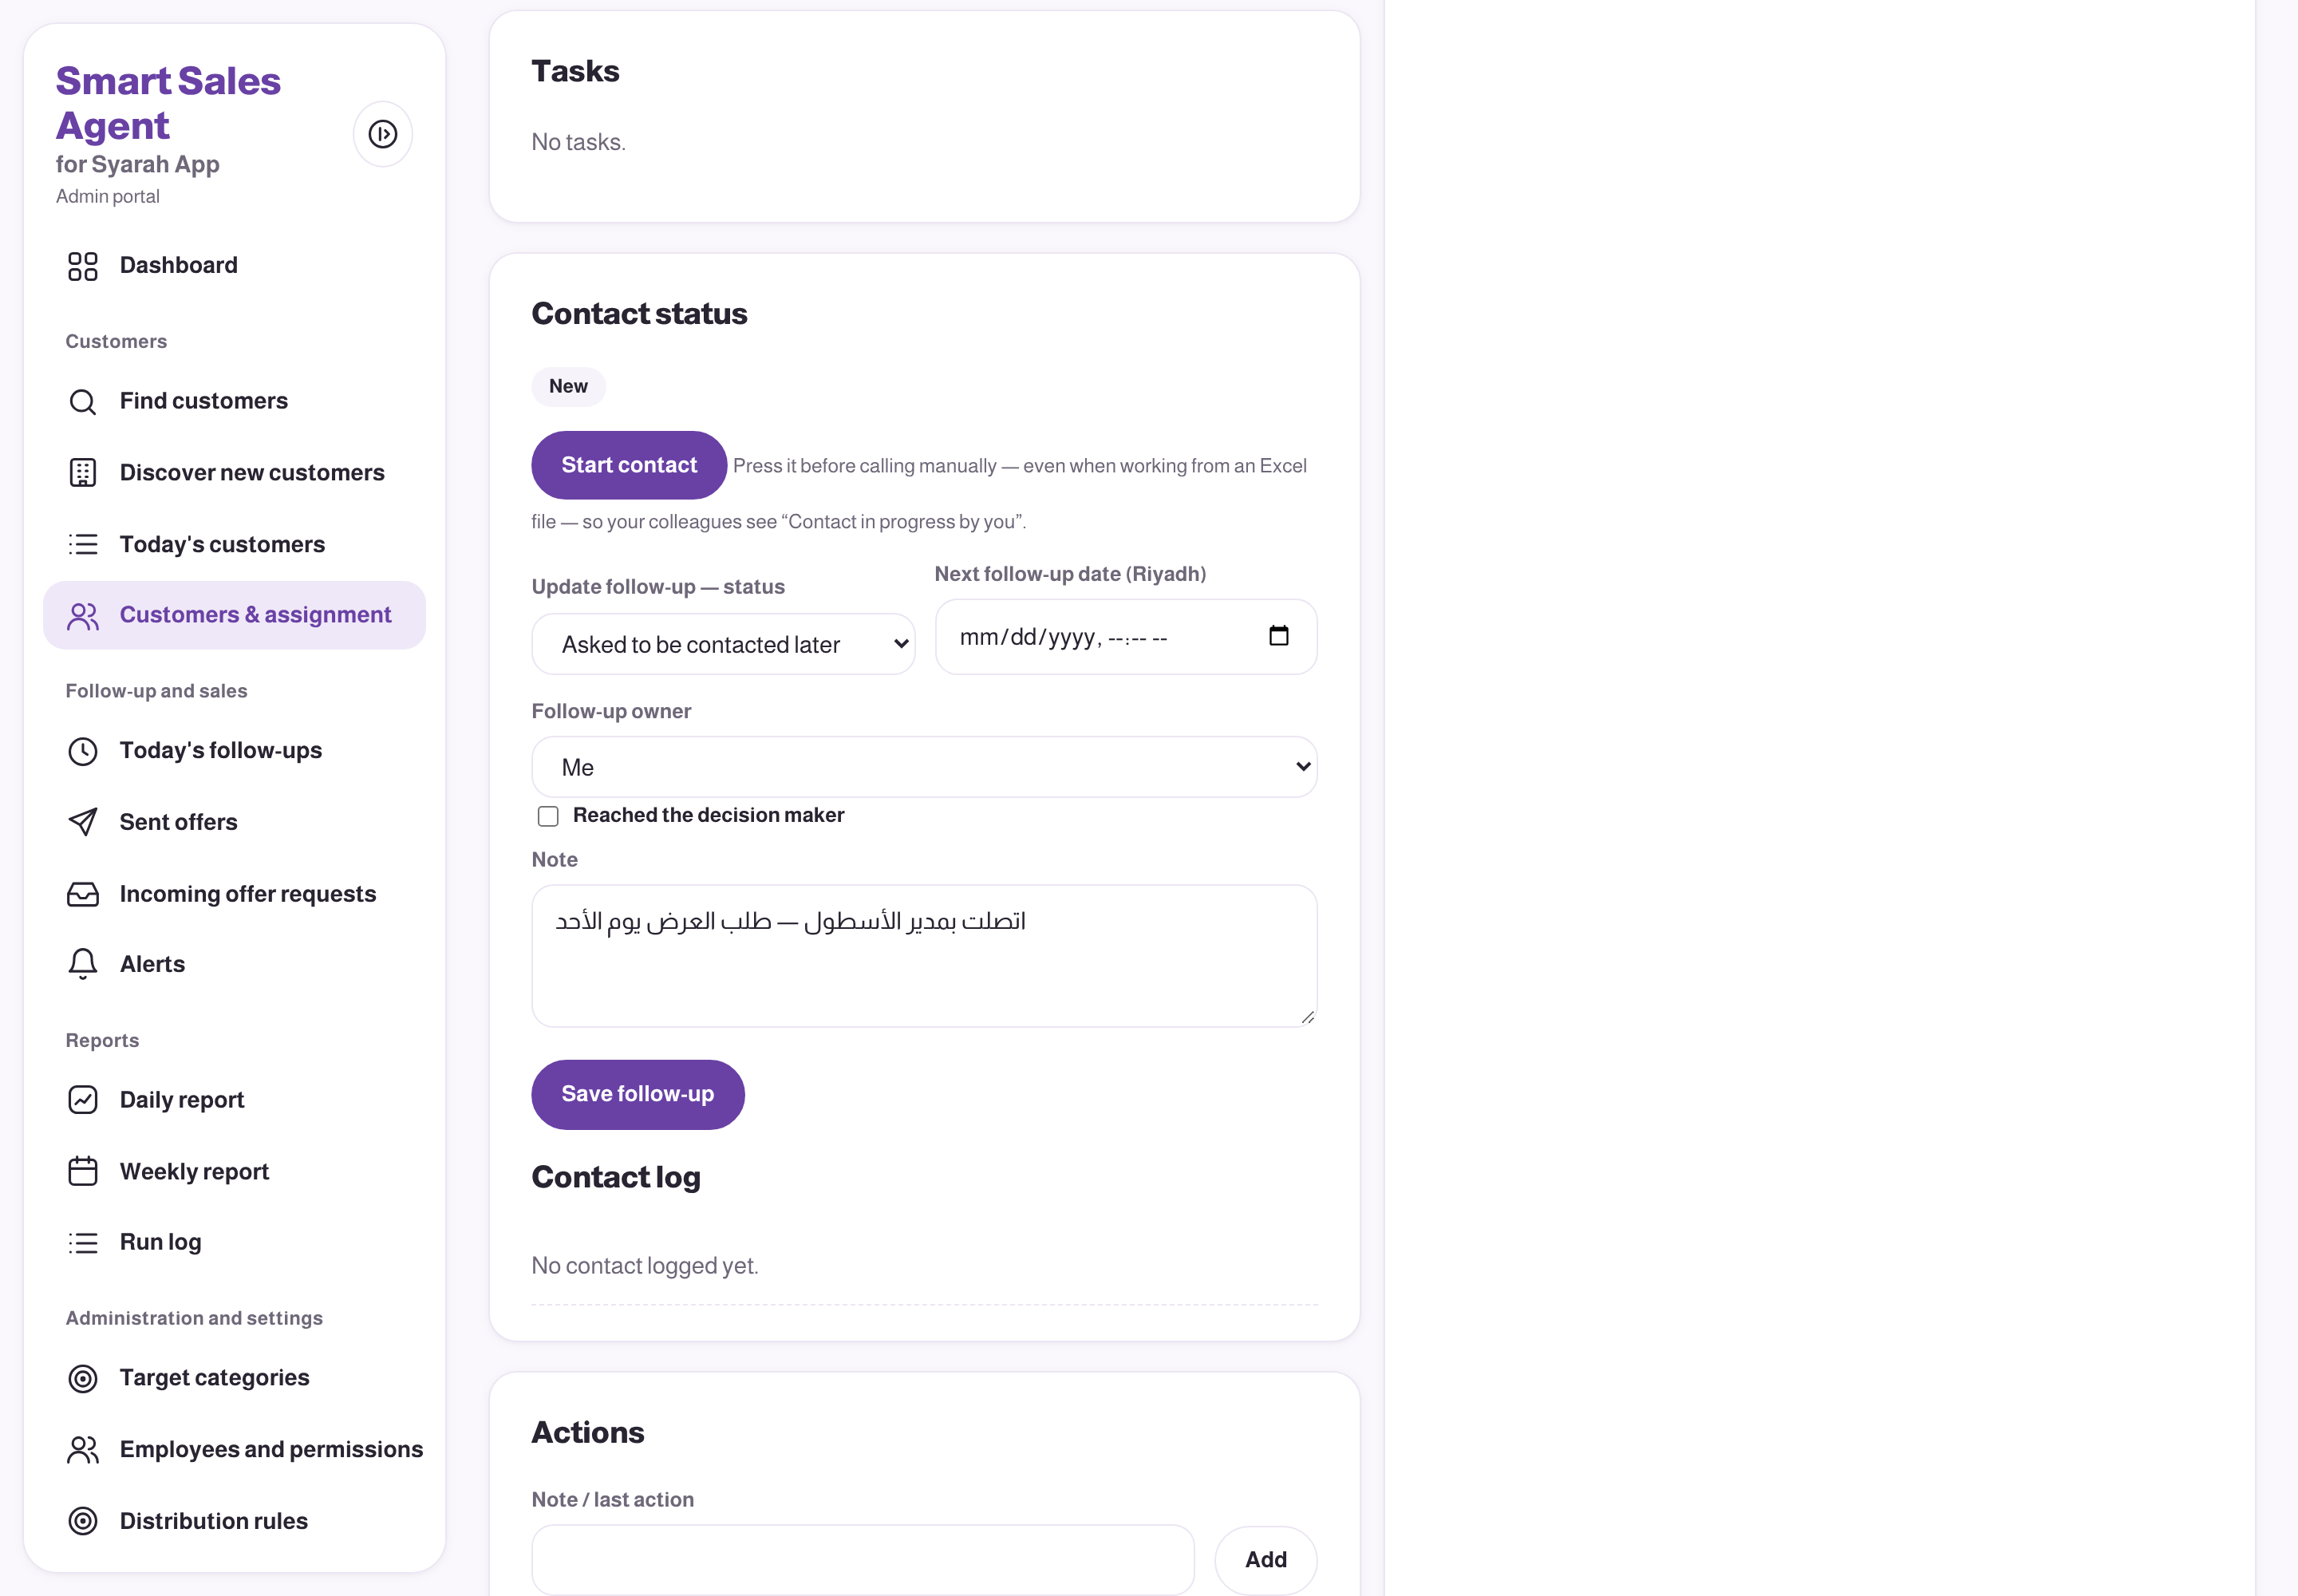 Smart Sales
Agent
for Syarah App
Admin portal
Dashboard
Customers
Find customers
Discover new customers
Today's customers
Customers & assignment
Follow-up and sales
Today's follow-ups
Sent offers
Incoming offer requests
Alerts
Reports
Daily report
Weekly report
Run log
Administration and settings
Target categories
Employees and permissions
Distribution rules
Tasks
No tasks.
Contact status
New
Start contact Press it before calling manually — even when working from an Excel
file — so your colleagues see “Contact in progress by you”.
Update follow-up — status
Asked to be contacted later
Next follow-up date (Riyadh)
mm/dd/yyyy, --:-- --
Follow-up owner
Me
Reached the decision maker
Note
اتصلت بمدير الأسطول — طلب العرض يوم الأحد
Save follow-up
Contact log
No contact logged yet.
Actions
Note / last action
Add